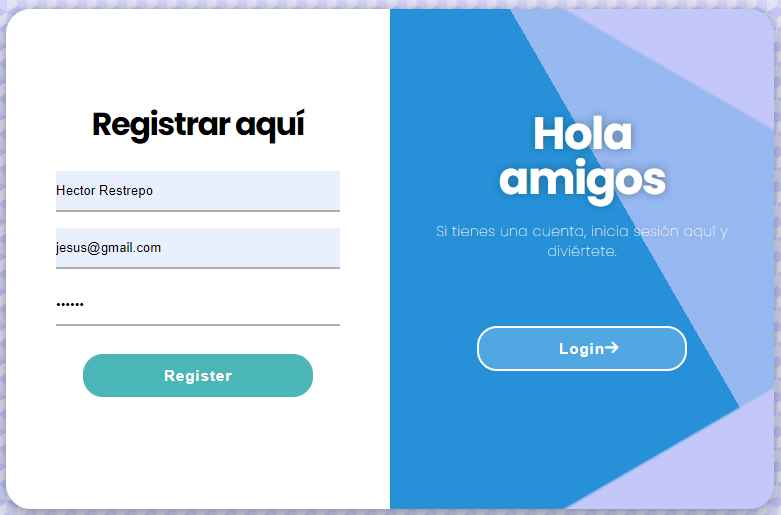 Registrar aquí
Hector Restrepo
jesus@gmail.com
••••••
Register
Hola
amigos
Si tienes una cuenta, inicia sesión aquí y
diviértete.
Login→